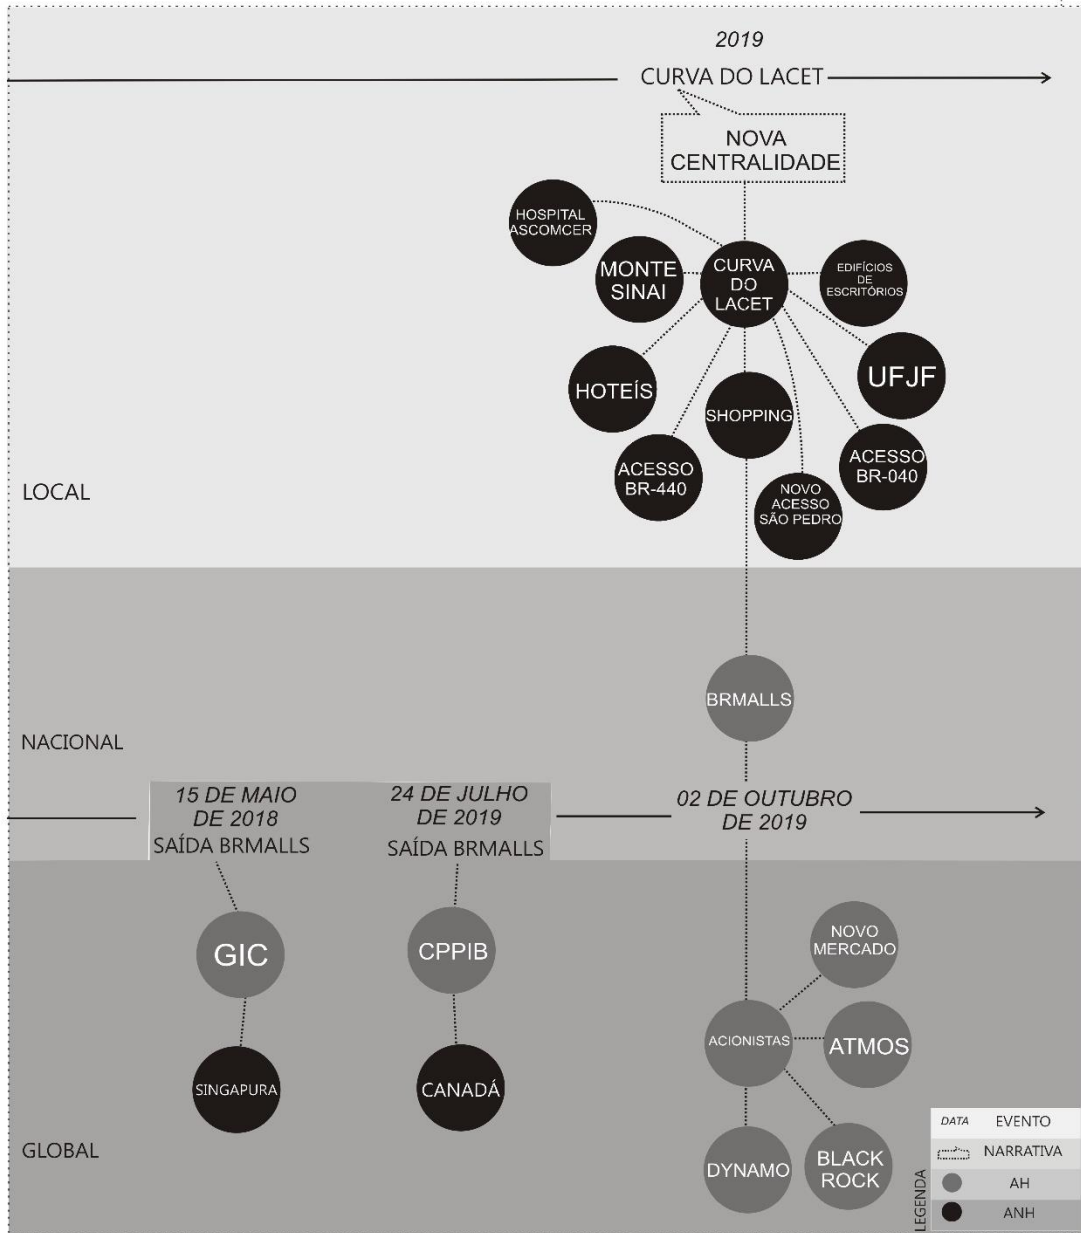 2019
CURVA DO LACET
NOVA
CENTRALIDADE
HOSPITAL
ASCOMCER
MONTE
SINAI
CURVA
DO
LACET
EDIFÍCIOS
DE
ESCRITÓRIOS
HOTEÍS
SHOPPING
UFJF
ACESSO
BR-440
NOVO
ACESSO
SÃO PEDRO
ACESSO
BR-040
LOCAL
BRMALLS
NACIONAL
15 DE MAIO
DE 2018
SAÍDA BRMALLS
24 DE JULHO
DE 2019
SAÍDA BRMALLS
02 DE OUTUBRO
DE 2019
GIC
CPPIB
NOVO
MERCADO
ACIONISTAS
ATMOS
SINGAPURA
CANADÁ
DYNAMO
BLACK
ROCK
GLOBAL
LEGENDA
DATA EVENTO
NARRATIVA
AH
ANH